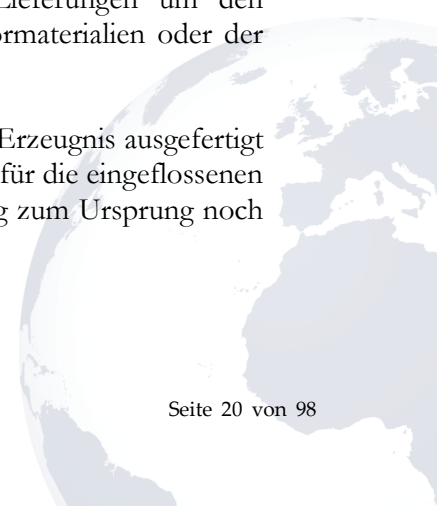 Lieferungen um den
ormaterialien oder der
Erzeugnis ausgefertigt
für die eingeflossenen
g zum Ursprung noch
Seite 20 von 98